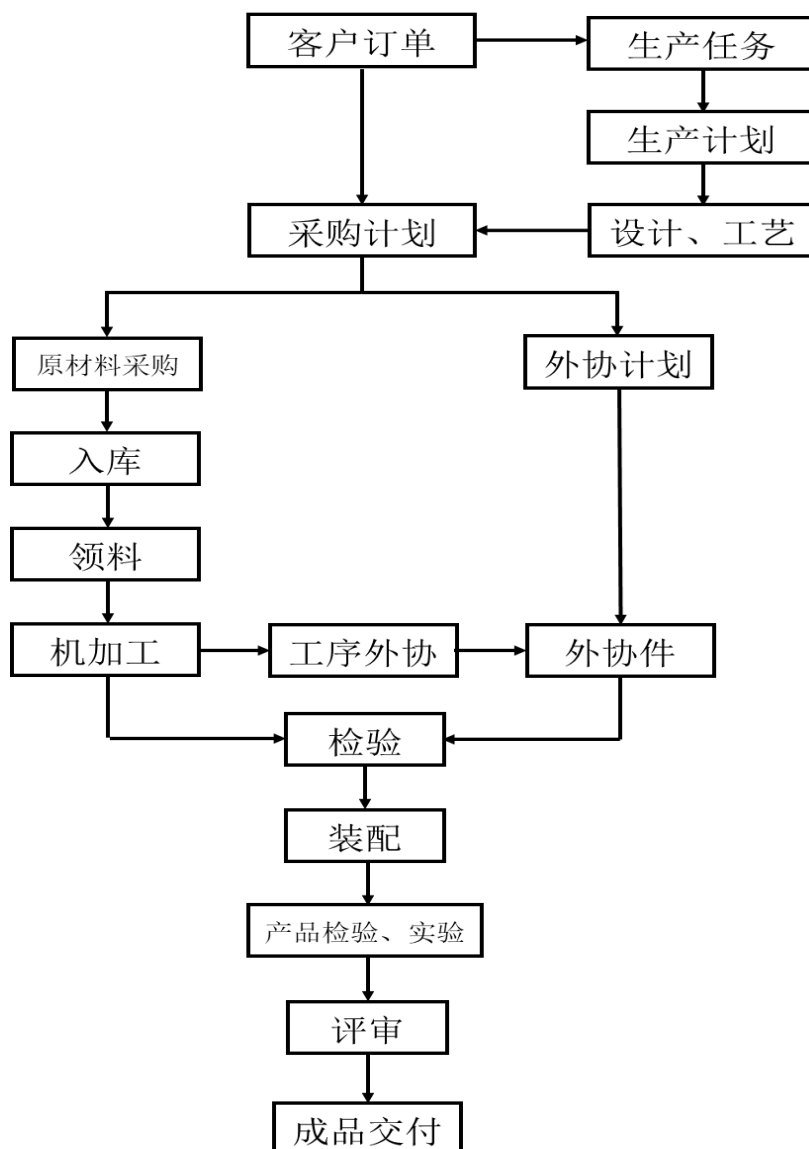 客户订单
生产任务
生产计划
采购计划
设计、工艺
原材料采购
外协计划
入库
领料
机加工
工序外协
外协件
检验
装配
产品检验、实验
评审
成品交付